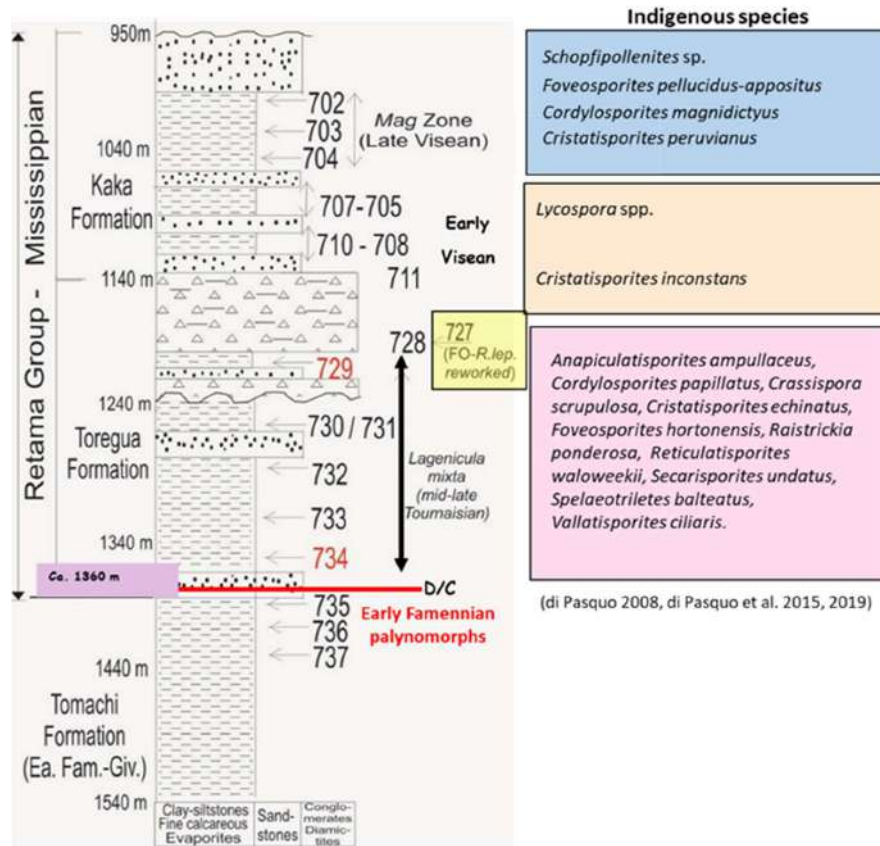 Indigenous species
950m
702
703
704
Mag Zone
(Late Visean)
1040 m
Kaka
Formation
707-705
710 - 708
Early
Visean
1140 m
711
Retama Group - Mississippian
728
727
(FO-R.lep.
reworked)
729
1240 m
730 / 731
Toregua
Formation
732
Lagenicula
mixta
(mid-late
Tournaisian)
733
1340 m
734
Ca. 1360 m
D/C
Early Famennian
palynomorphs
735
736
737
1440 m
Tomachi
Formation
(Ea. Fam.-Giv.)
1540 m
Clay-siltstones
Fine calcareous
Evaporites
Sand-
stones
Conglo-
merates
Diamic-
tites
Schopfipollenites sp.
Foveosporites pellucidus-appositus
Cordylosporites magnidictyus
Cristatisporites peruvianus
Lycospora spp.
Cristatisporites inconstans
Anapiculatisporites ampullaceus,
Cordylosporites papillatus, Crassispora
scrupulosa, Cristatisporites echinatus,
Foveosporites hortonensis, Raistrickia
ponderosa, Reticulatisporites
waloweekii, Secarisporites undatus,
Spelaeotriletes balteatus,
Vallatisporites ciliaris.
(di Pasquo 2008, di Pasquo et al. 2015, 2019)